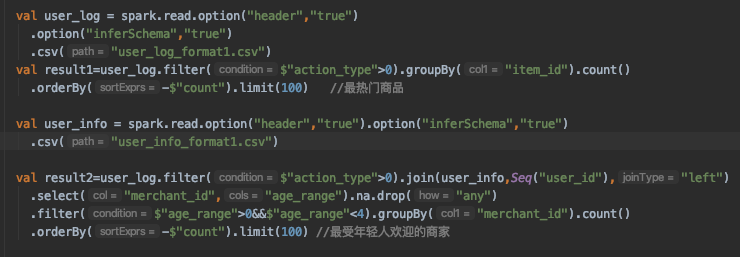 val user_log = spark.read.option("header","true")
.option("inferSchema","true")
.csv( path = "user_log_format1.csv")
val result1=user_log.filter( condition = $"action_type">0).groupBy( col1 = "item_id").count()
.orderBy( sortExprs = -$"count").limit(100) //最热门商品
val user_info = spark.read.option("header","true").option("inferSchema","true")
.csv( path = "user_info_format1.csv")
val result2=user_log.filter( condition = $"action_type">0).join(user_info,Seq("user_id"), joinType = "left")
.select( col = "merchant_id", cols = "age_range").na.drop( how = "any")
.filter( condition = $"age_range">0&&$"age_range"<4).groupBy( col1 = "merchant_id").count()
.orderBy( sortExprs = -$"count").limit(100) //最受年轻人欢迎的商家